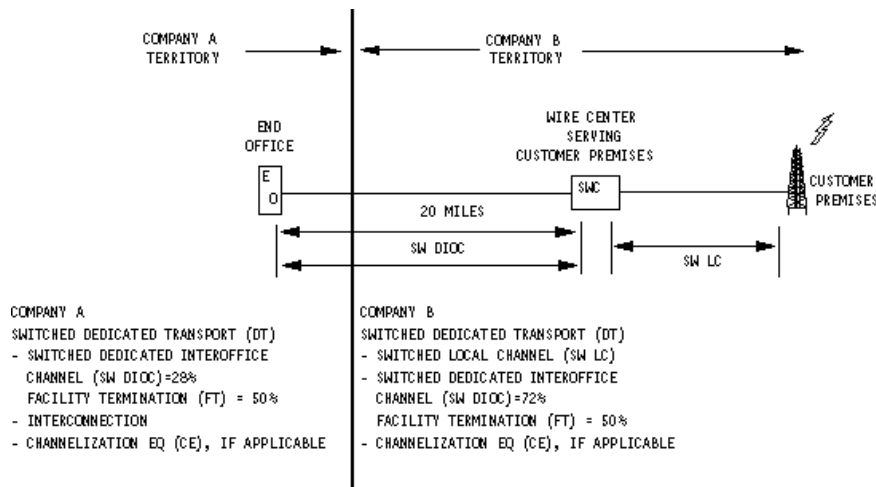 COMPANY A
TERRITORY
COMPANY B
TERRITORY
END
OFFICE
WIRE CENTER
SERVING
CUSTOMER PREMISES
E
O
SWC
CUSTOMER
PREMISES
20 MILES
SW DIOC
SW LC
COMPANY A
SWITCHED DEDICATED TRANSPORT (DT)
- SWITCHED DEDICATED INTEROFFICE
CHANNEL (SW DIOC)=28%
FACILITY TERMINATION (FT) = 50%
- INTERCONNECTION
- CHANNELIZATION EQ (CE), IF APPLICABLE
COMPANY B
SWITCHED DEDICATED TRANSPORT (DT)
- SWITCHED LOCAL CHANNEL (SW LC)
- SWITCHED DEDICATED INTEROFFICE
CHANNEL (SW DIOC)=72%
FACILITY TERMINATION (FT) = 50%
- CHANNELIZATION EQ (CE), IF APPLICABLE